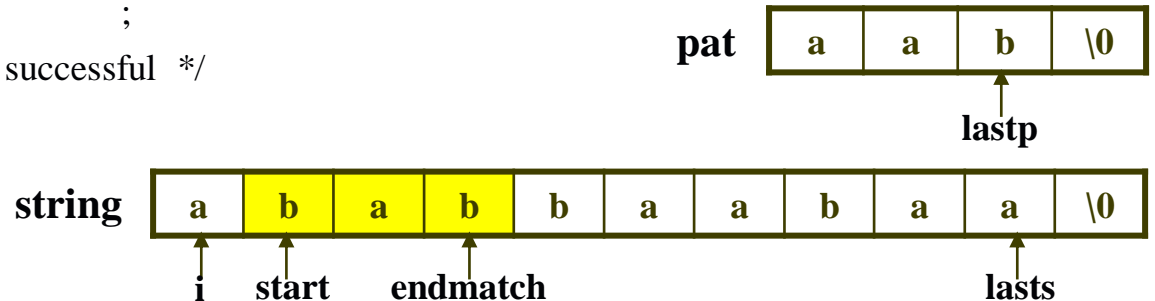 ;
successful */
pat a a b \0
lastp
string a b a b b a a b a a \0
i start endmatch lasts